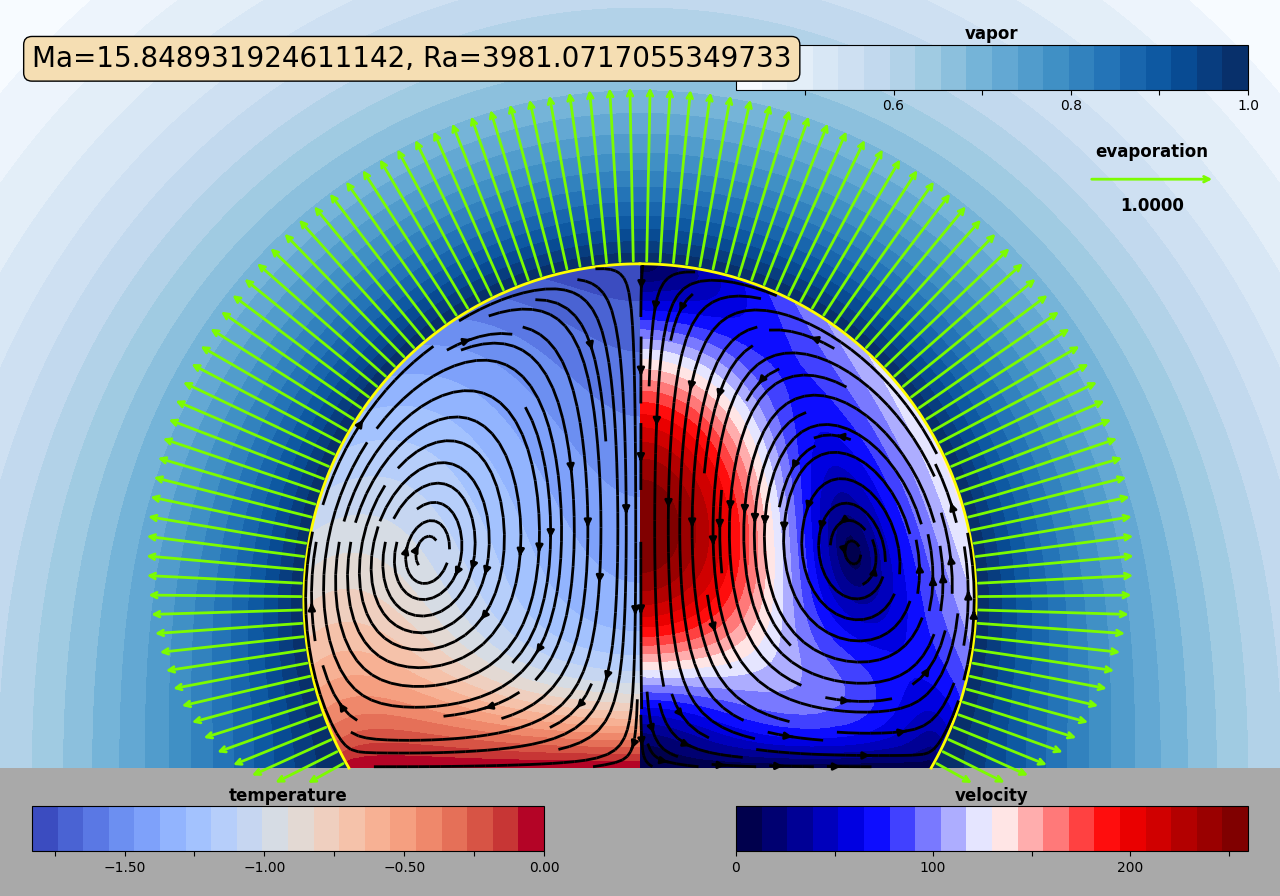 Ma=15.848931924611142, Ra=3981.0717055349733
vapor
0.6 0.8 1.0
evaporation
1.0000
temperature
−1.50 −1.00 −0.50 0.00
velocity
0 100 200